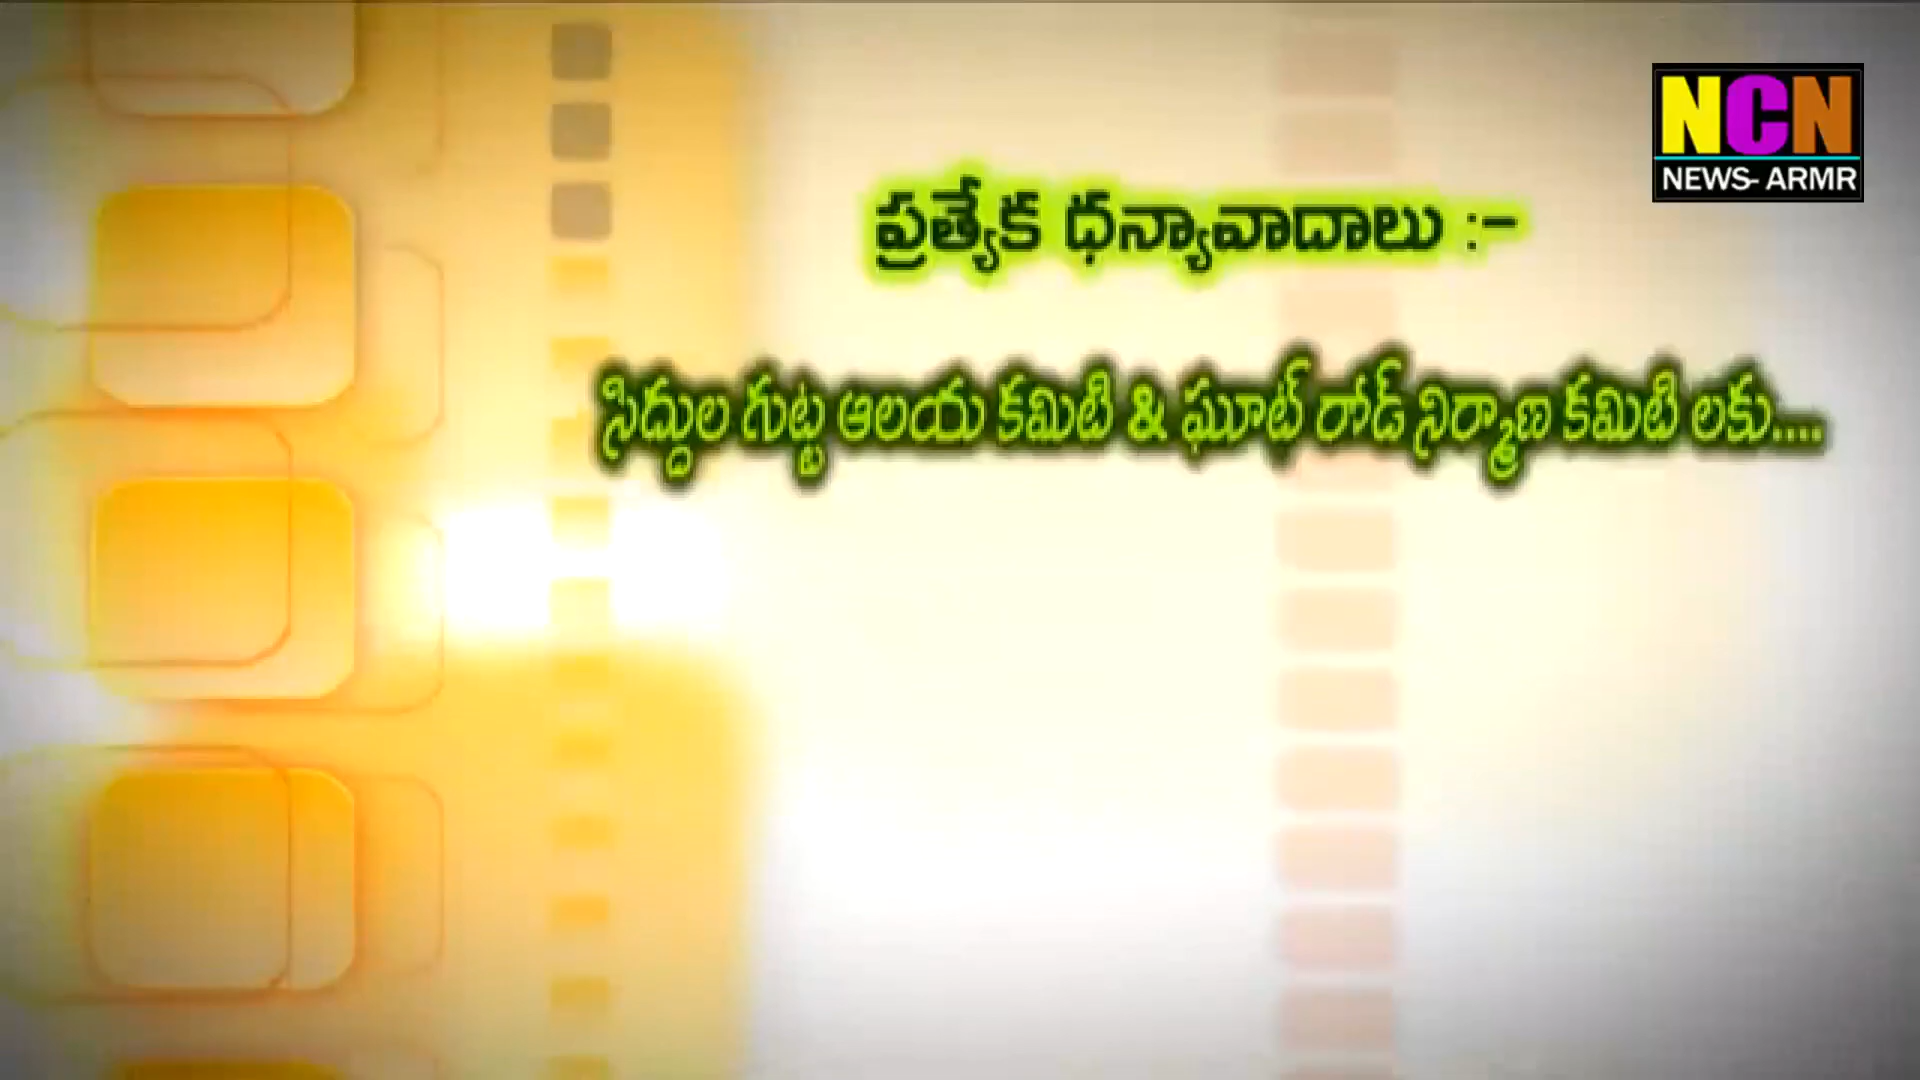 NCN
NEWS- ARMR
ప్రత్యేక ధన్యావాదాలు :-
సిద్దుల గుట్ట ఆలయ కమిటి & ఘాట్ రోడ్ నిర్మాణ కమిటి లకు....